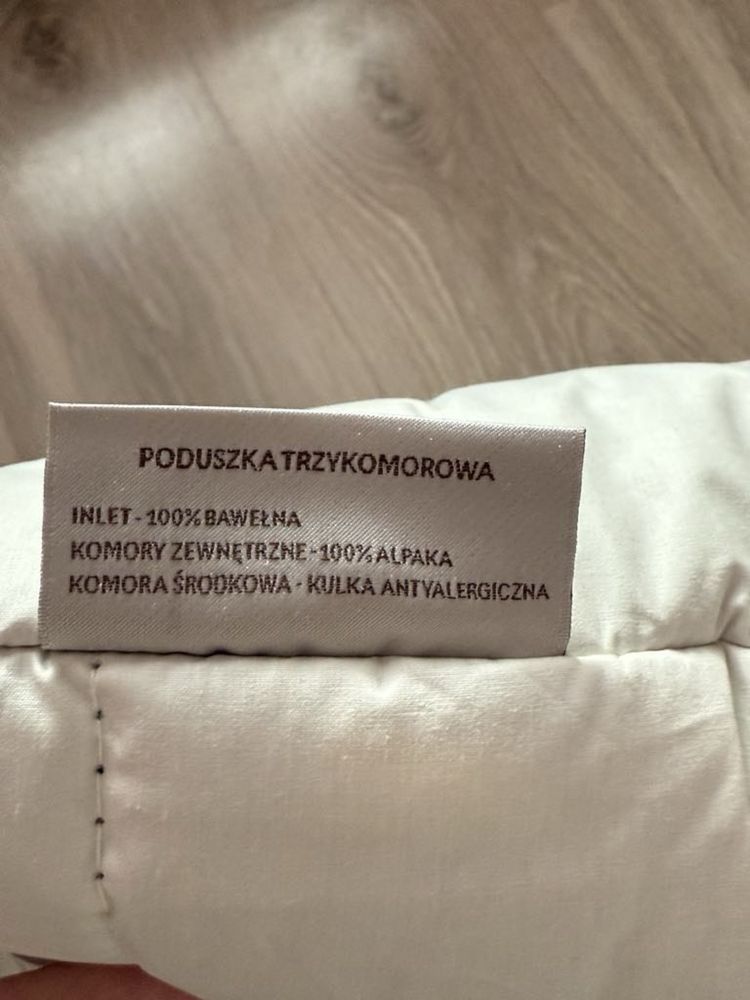 PODUSZKA TRZYKOMOROWA
INLET - 100% BAWEŁNA
KOMORY ZEWNĘTRZNE - 100% ALPAKA
KOMORA ŚRODKOWA - KULKA ANTYALERGICZNA